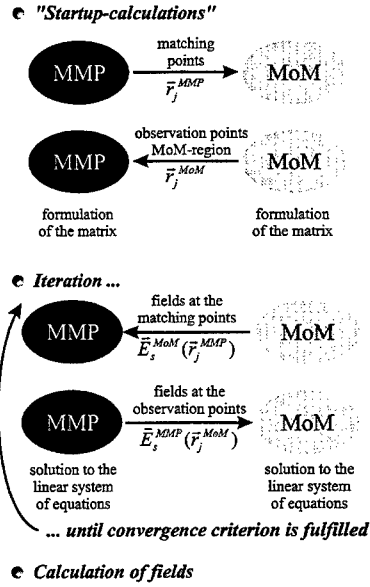 "Startup-calculations"
matching
MMP points MoM
r⃗_j^MMP
observation points
MMP MoM-region MoM
r⃗_j^MoM
formulation formulation
of the matrix of the matrix
Iteration ...
fields at the
MMP matching points MoM
E⃗_s^MoM(r⃗_j^MMP)
fields at the
MMP observation points MoM
E⃗_s^MMP(r⃗_j^MoM)
solution to the solution to the
linear system linear system
of equations of equations
... until convergence criterion is fulfilled
Calculation of fields